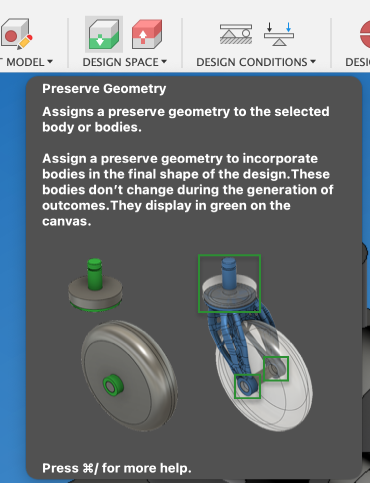 T MODEL▾
DESIGN SPACE▾
DESIGN CONDITIONS▾
DESI
Preserve Geometry
Assigns a preserve geometry to the selected
body or bodies.
Assign a preserve geometry to incorporate
bodies in the final shape of the design.These
bodies don’t change during the generation of
outcomes.They display in green on the
canvas.
Press ⌘/ for more help.